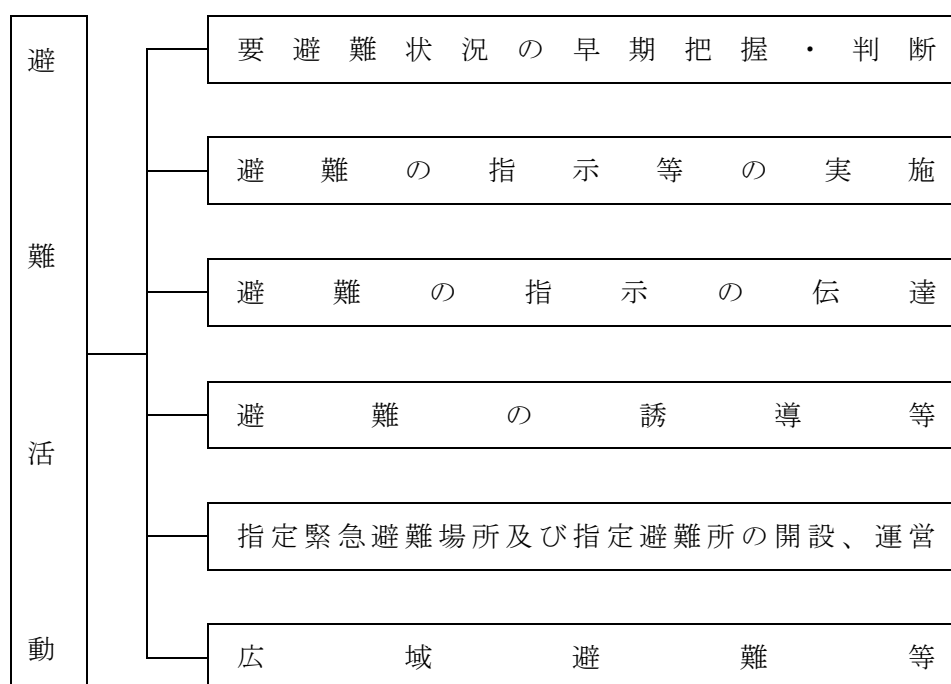 避難活動
要避難状況の早期把握・判断
避難の指示等の実施
避難の指示の伝達
避難の誘導等
指定緊急避難場所及び指定避難所の開設、運営
広域避難等